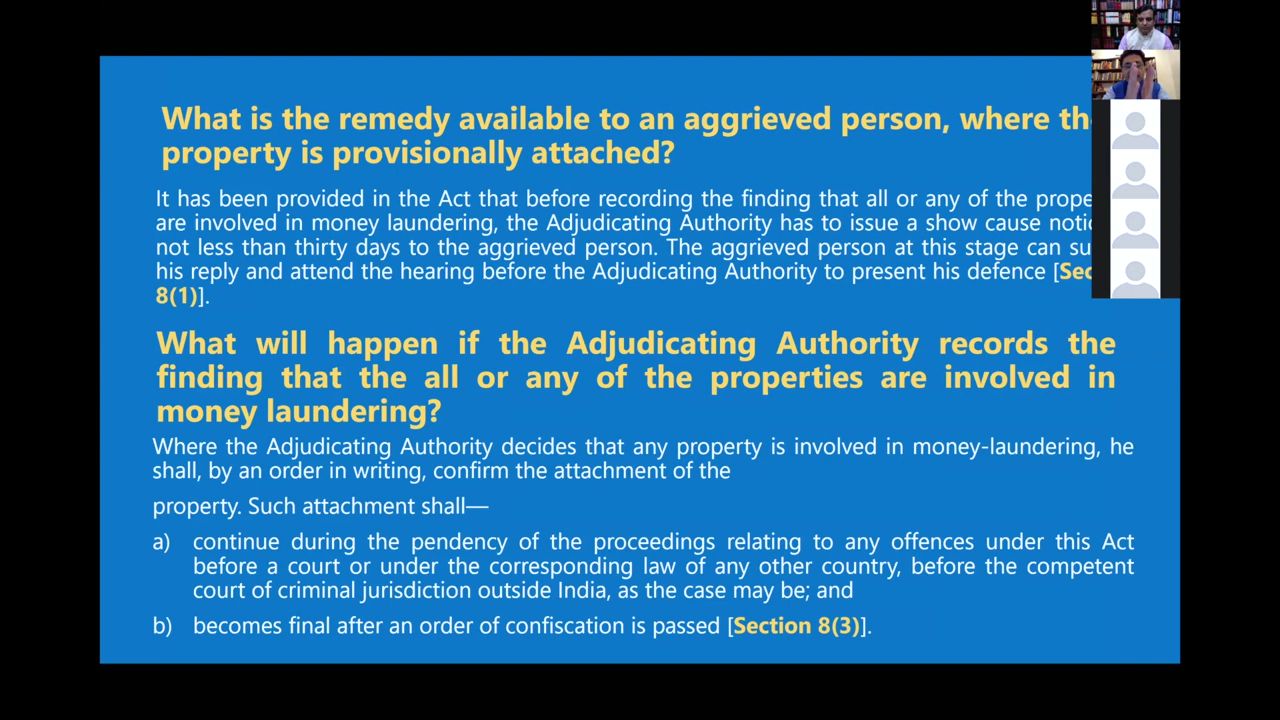 What is the remedy available to an aggrieved person, where
property is provisionally attached?
It has been provided in the Act that before recording the finding that all or any of the
are involved in money laundering, the Adjudicating Authority has to issue a show cause
not less than thirty days to the aggrieved person. The aggrieved person at this stage can
his reply and attend the hearing before the Adjudicating Authority to present his defence
8(1)].
What will happen if the Adjudicating Authority records the
finding that the all or any of the properties are involved in
money laundering?
Where the Adjudicating Authority decides that any property is involved in money-laundering, he
shall, by an order in writing, confirm the attachment of the
property. Such attachment shall—
a) continue during the pendency of the proceedings relating to any offences under this Act
before a court or under the corresponding law of any other country, before the competent
court of criminal jurisdiction outside India, as the case may be; and
b) becomes final after an order of confiscation is passed [Section 8(3)].